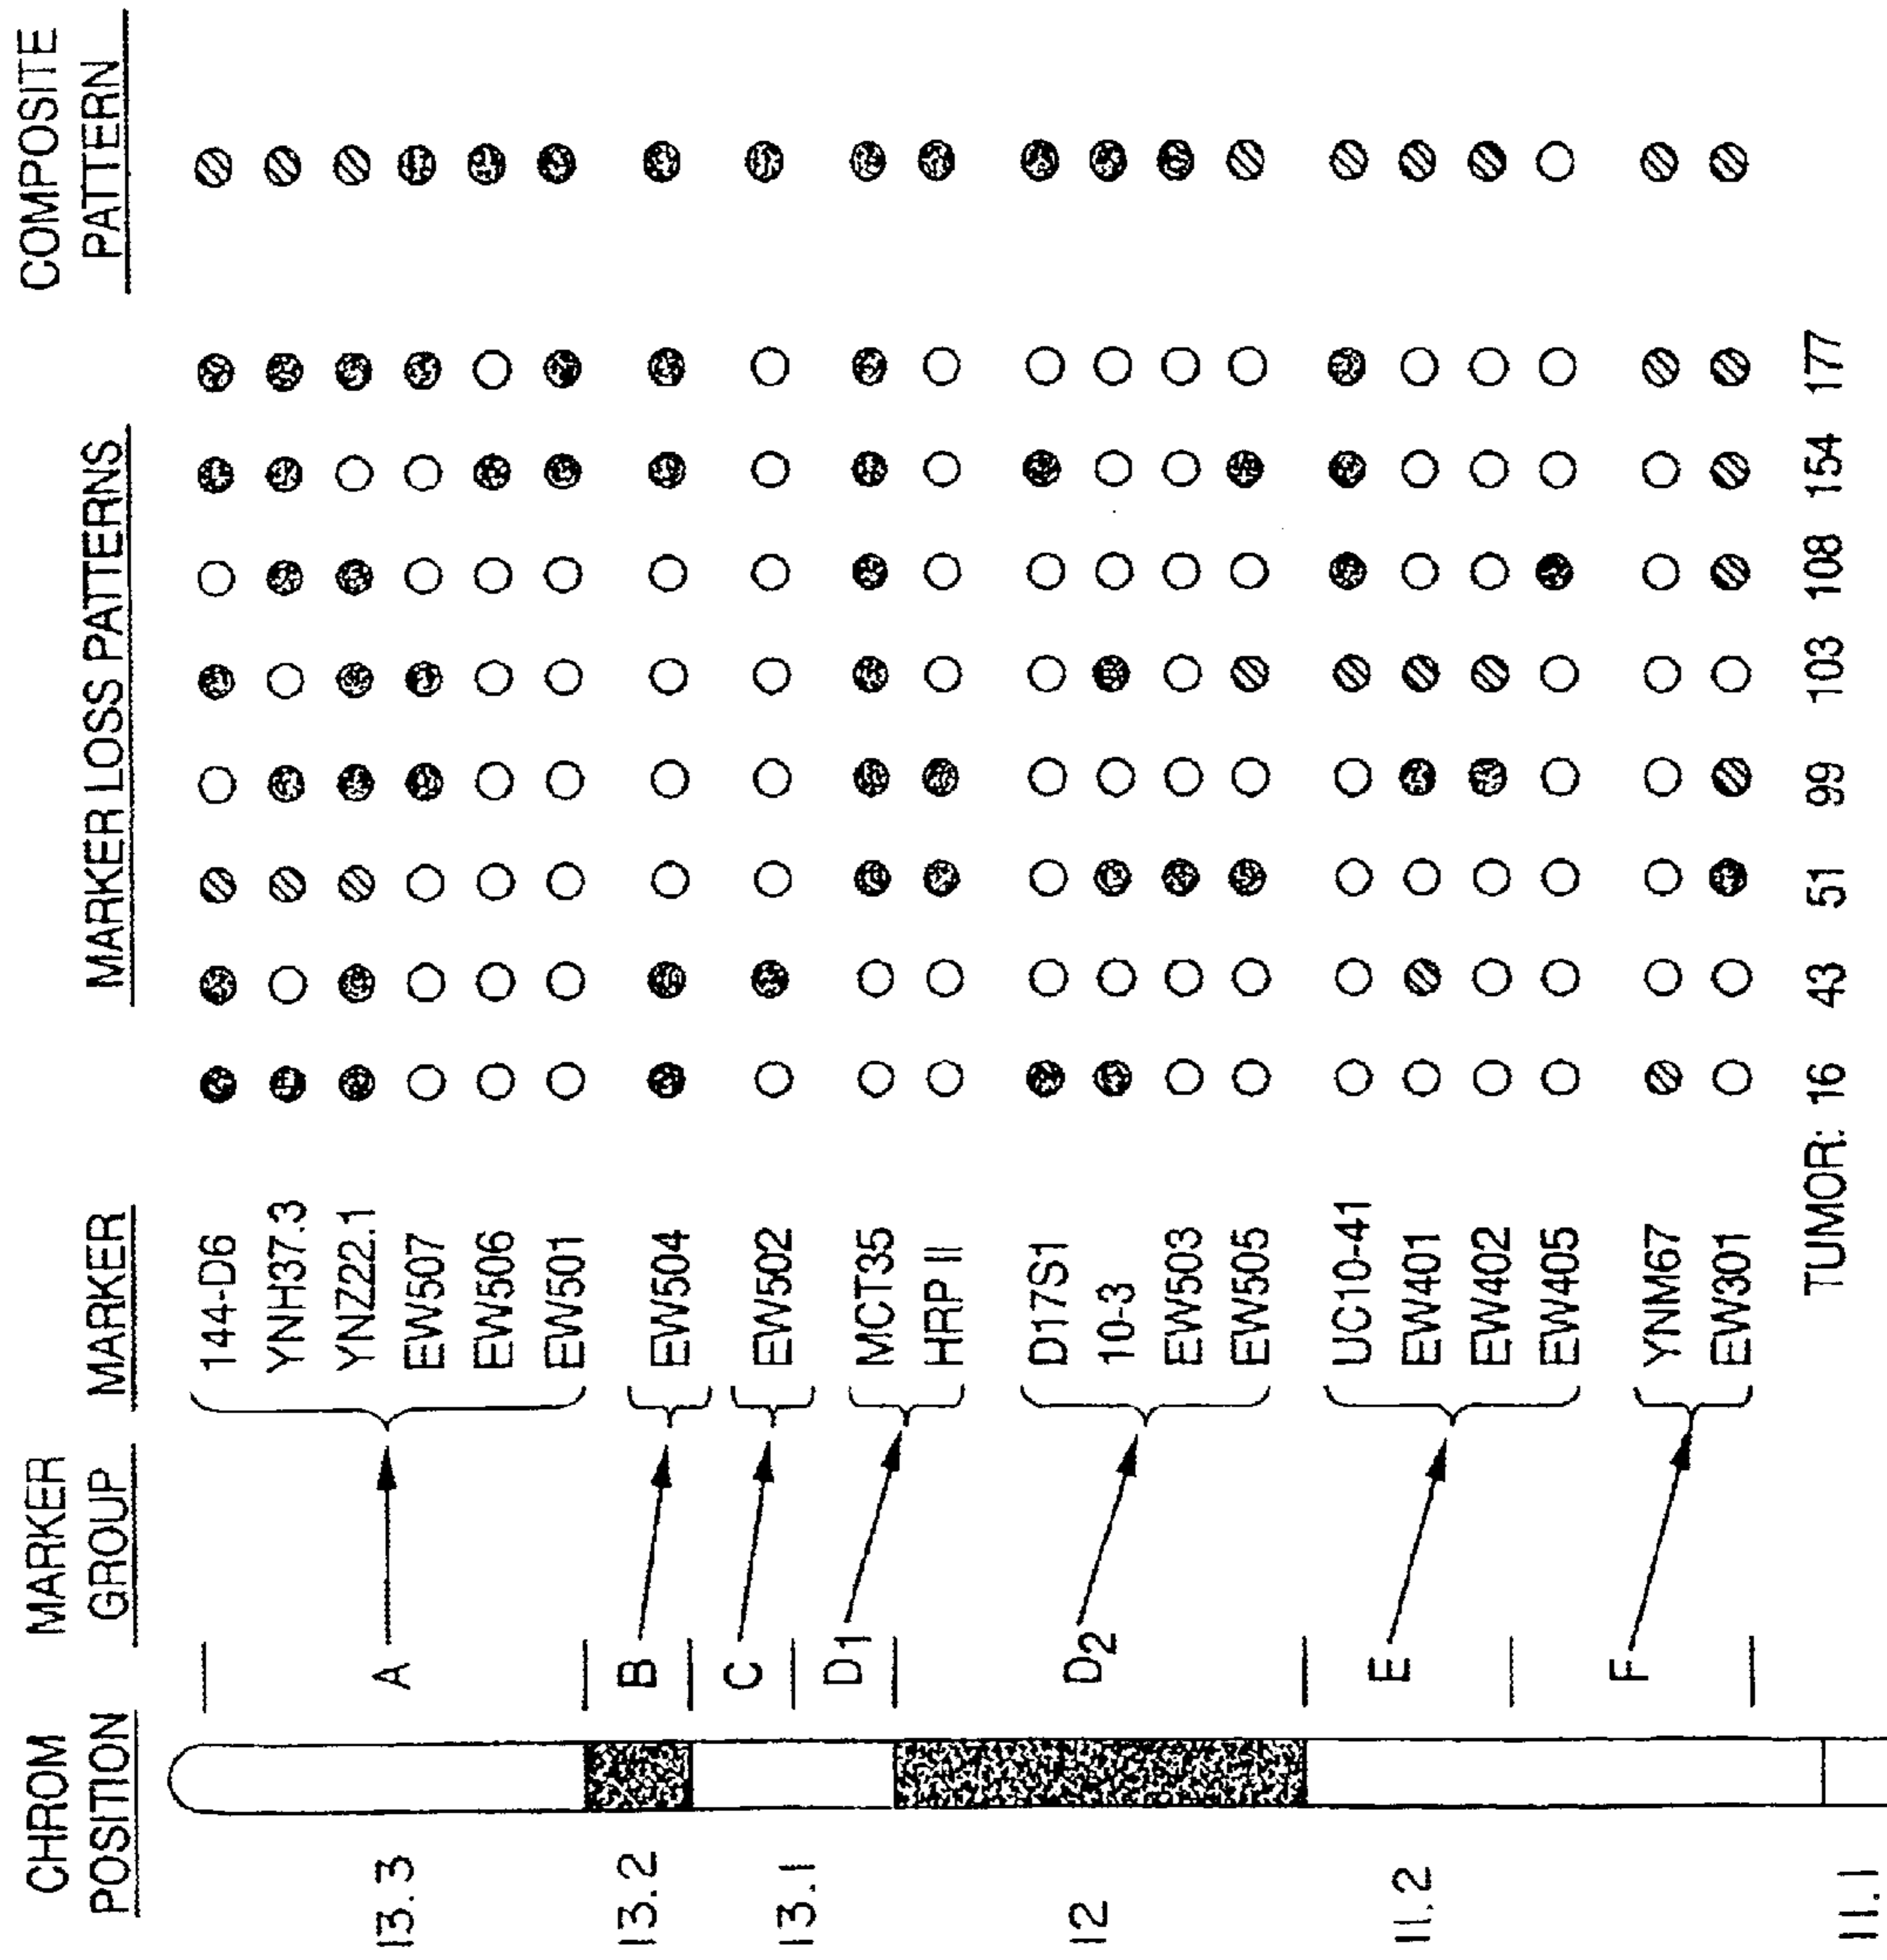 CHROM POSITION
MARKER GROUP
MARKER
MARKER LOSS PATTERNS
COMPOSITE PATTERN
13.3
13.2
13.1
12
11.2
11.1
A
B
C
D1
D2
E
F
144-D6
YNH37.3
YNZ22.1
EW507
EW506
EW501
EW504
EW502
MCT35
HRP II
D17S1
10-3
EW503
EW505
UC10-41
EW401
EW402
EW405
YNM67
EW301
TUMOR: 16 43 51 99 103 108 154 177